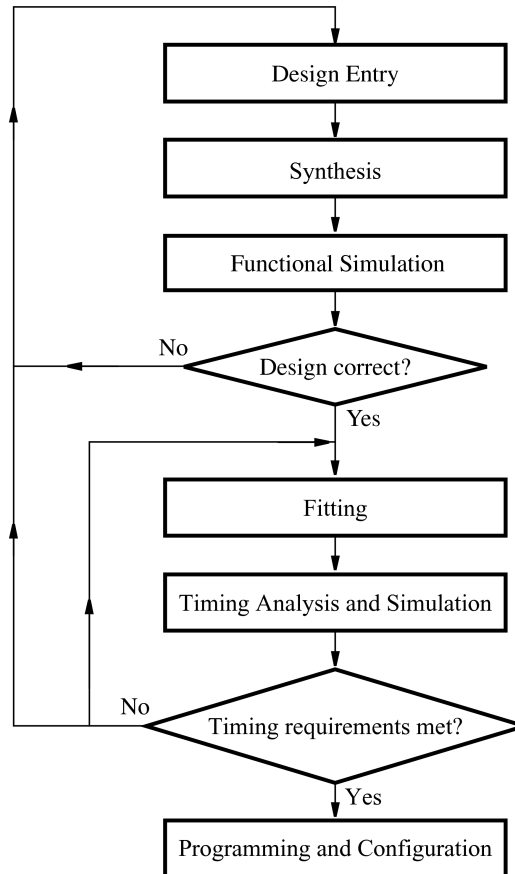 Design Entry
Synthesis
Functional Simulation
No
Design correct?
Yes
Fitting
Timing Analysis and Simulation
No
Timing requirements met?
Yes
Programming and Configuration